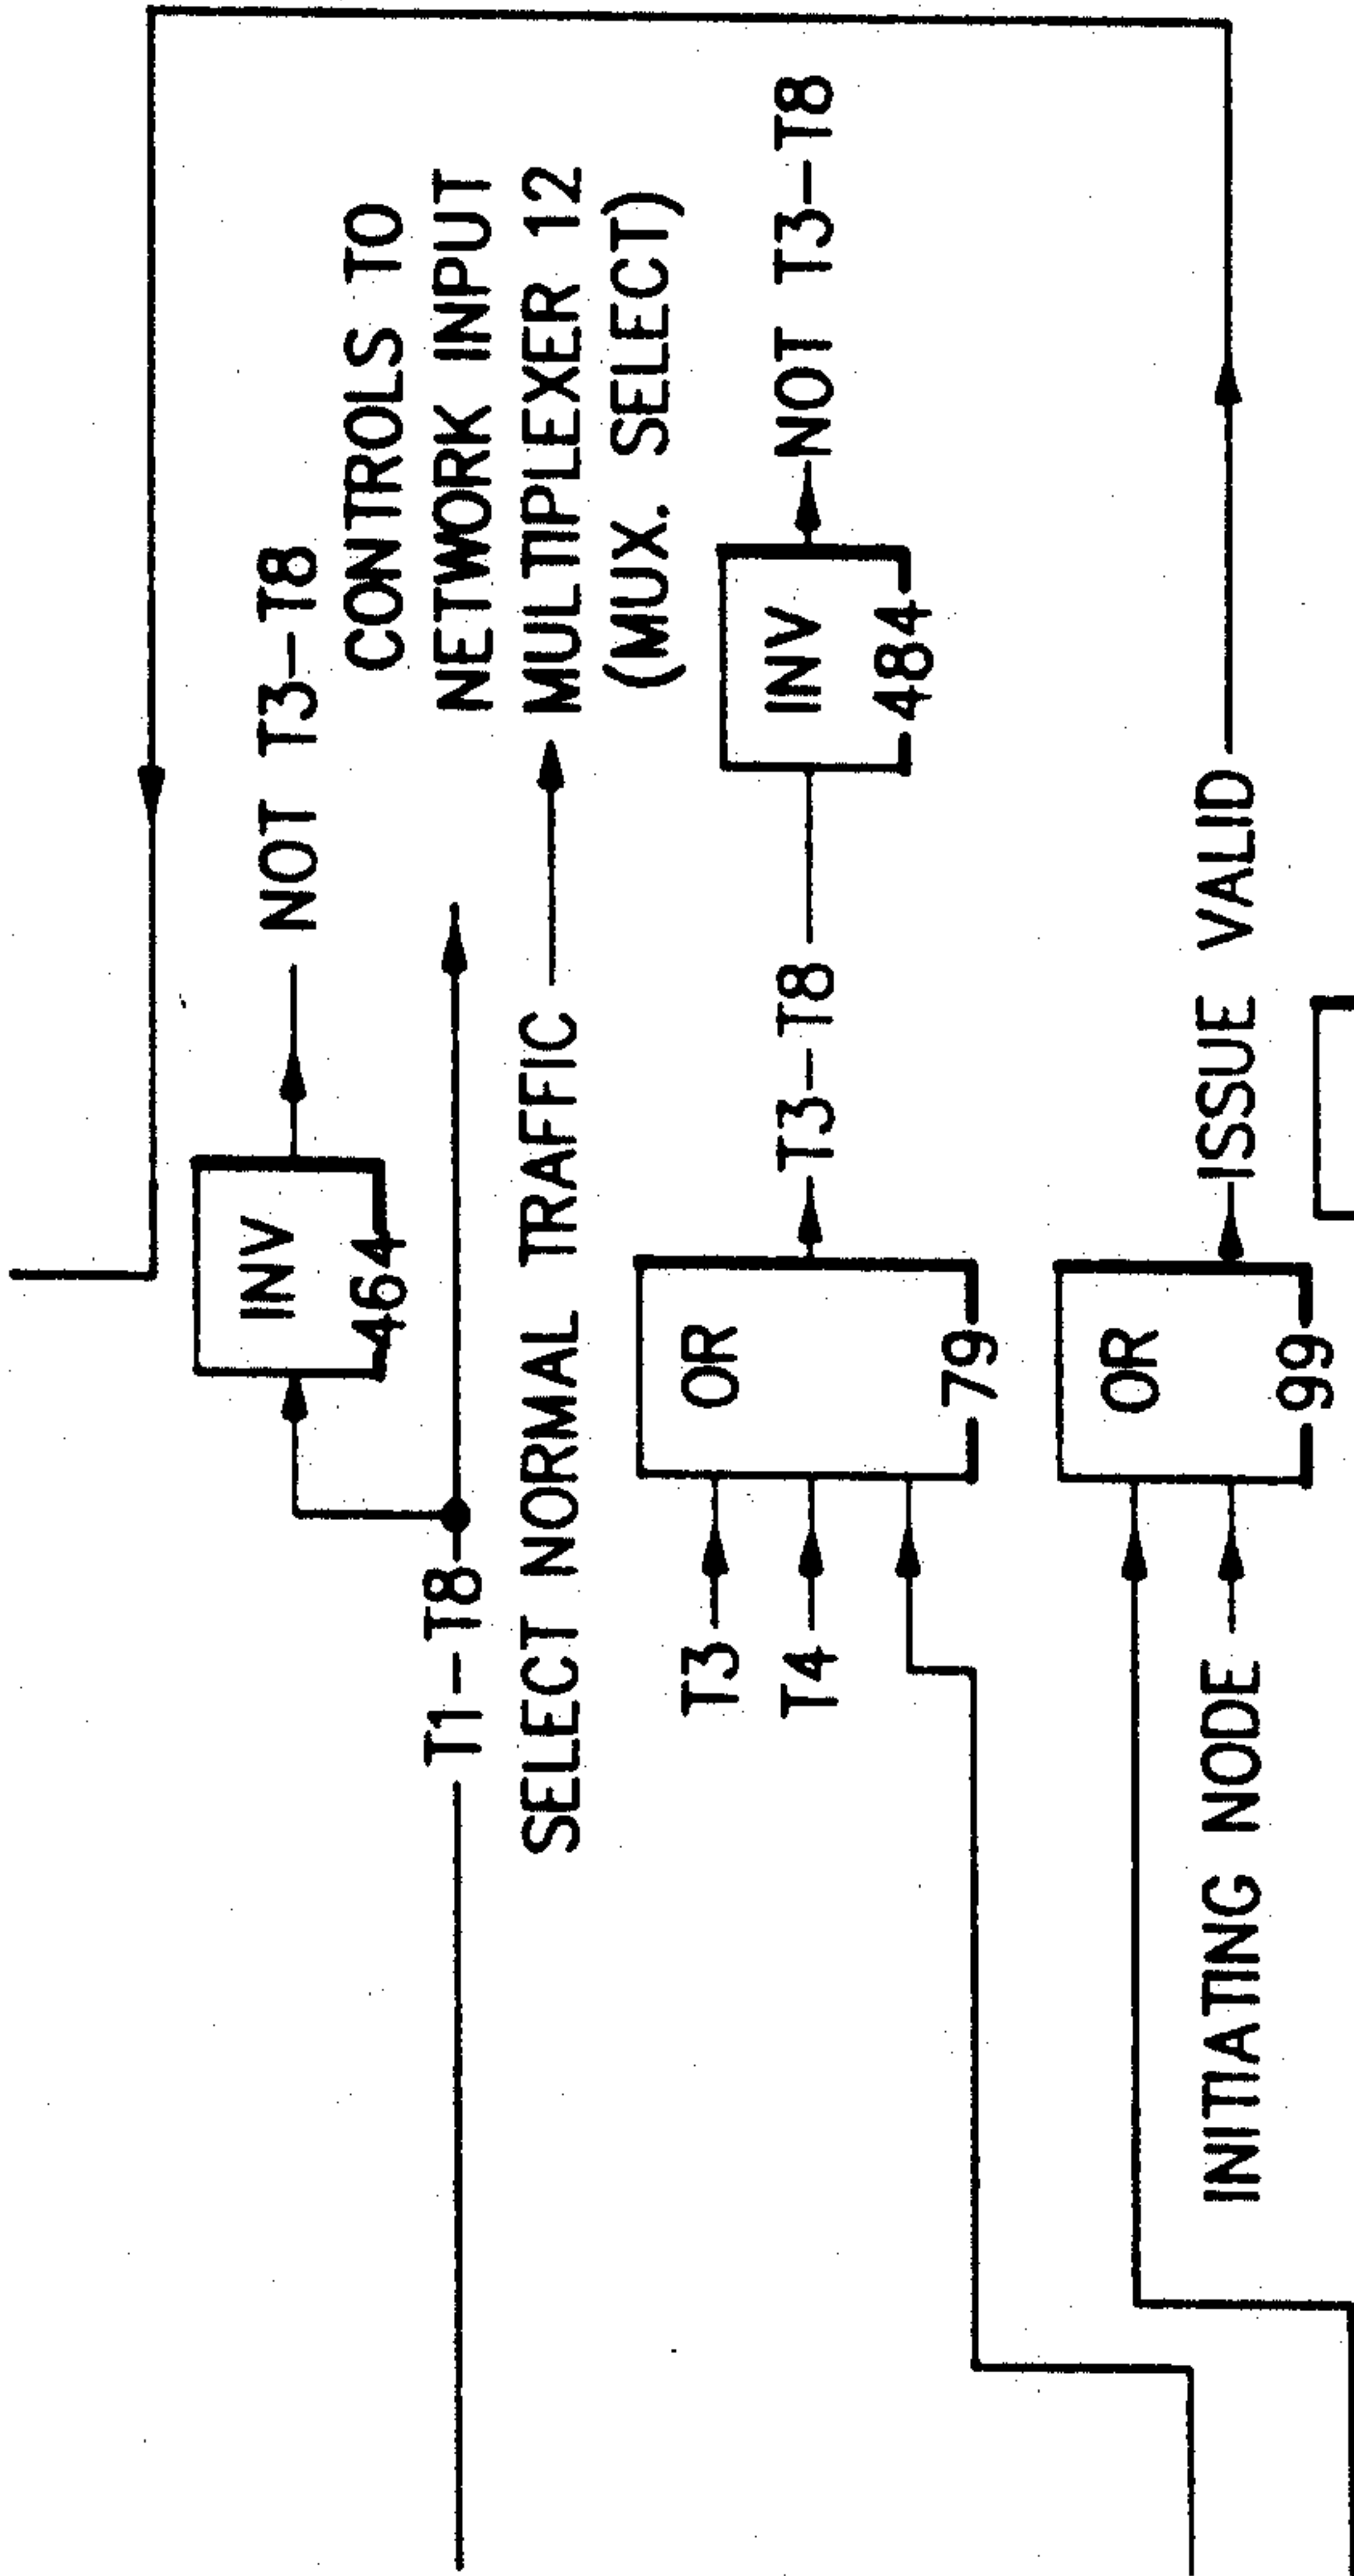 NOT T3-T8
INV
464
CONTROLS TO
NETWORK INPUT
MULTIPLEXER 12
(MUX. SELECT)
T1-T8
SELECT NORMAL TRAFFIC
T3
T4
OR
79
T3-T8
INV
484
NOT T3-T8
INITIATING NODE
OR
99
ISSUE VALID